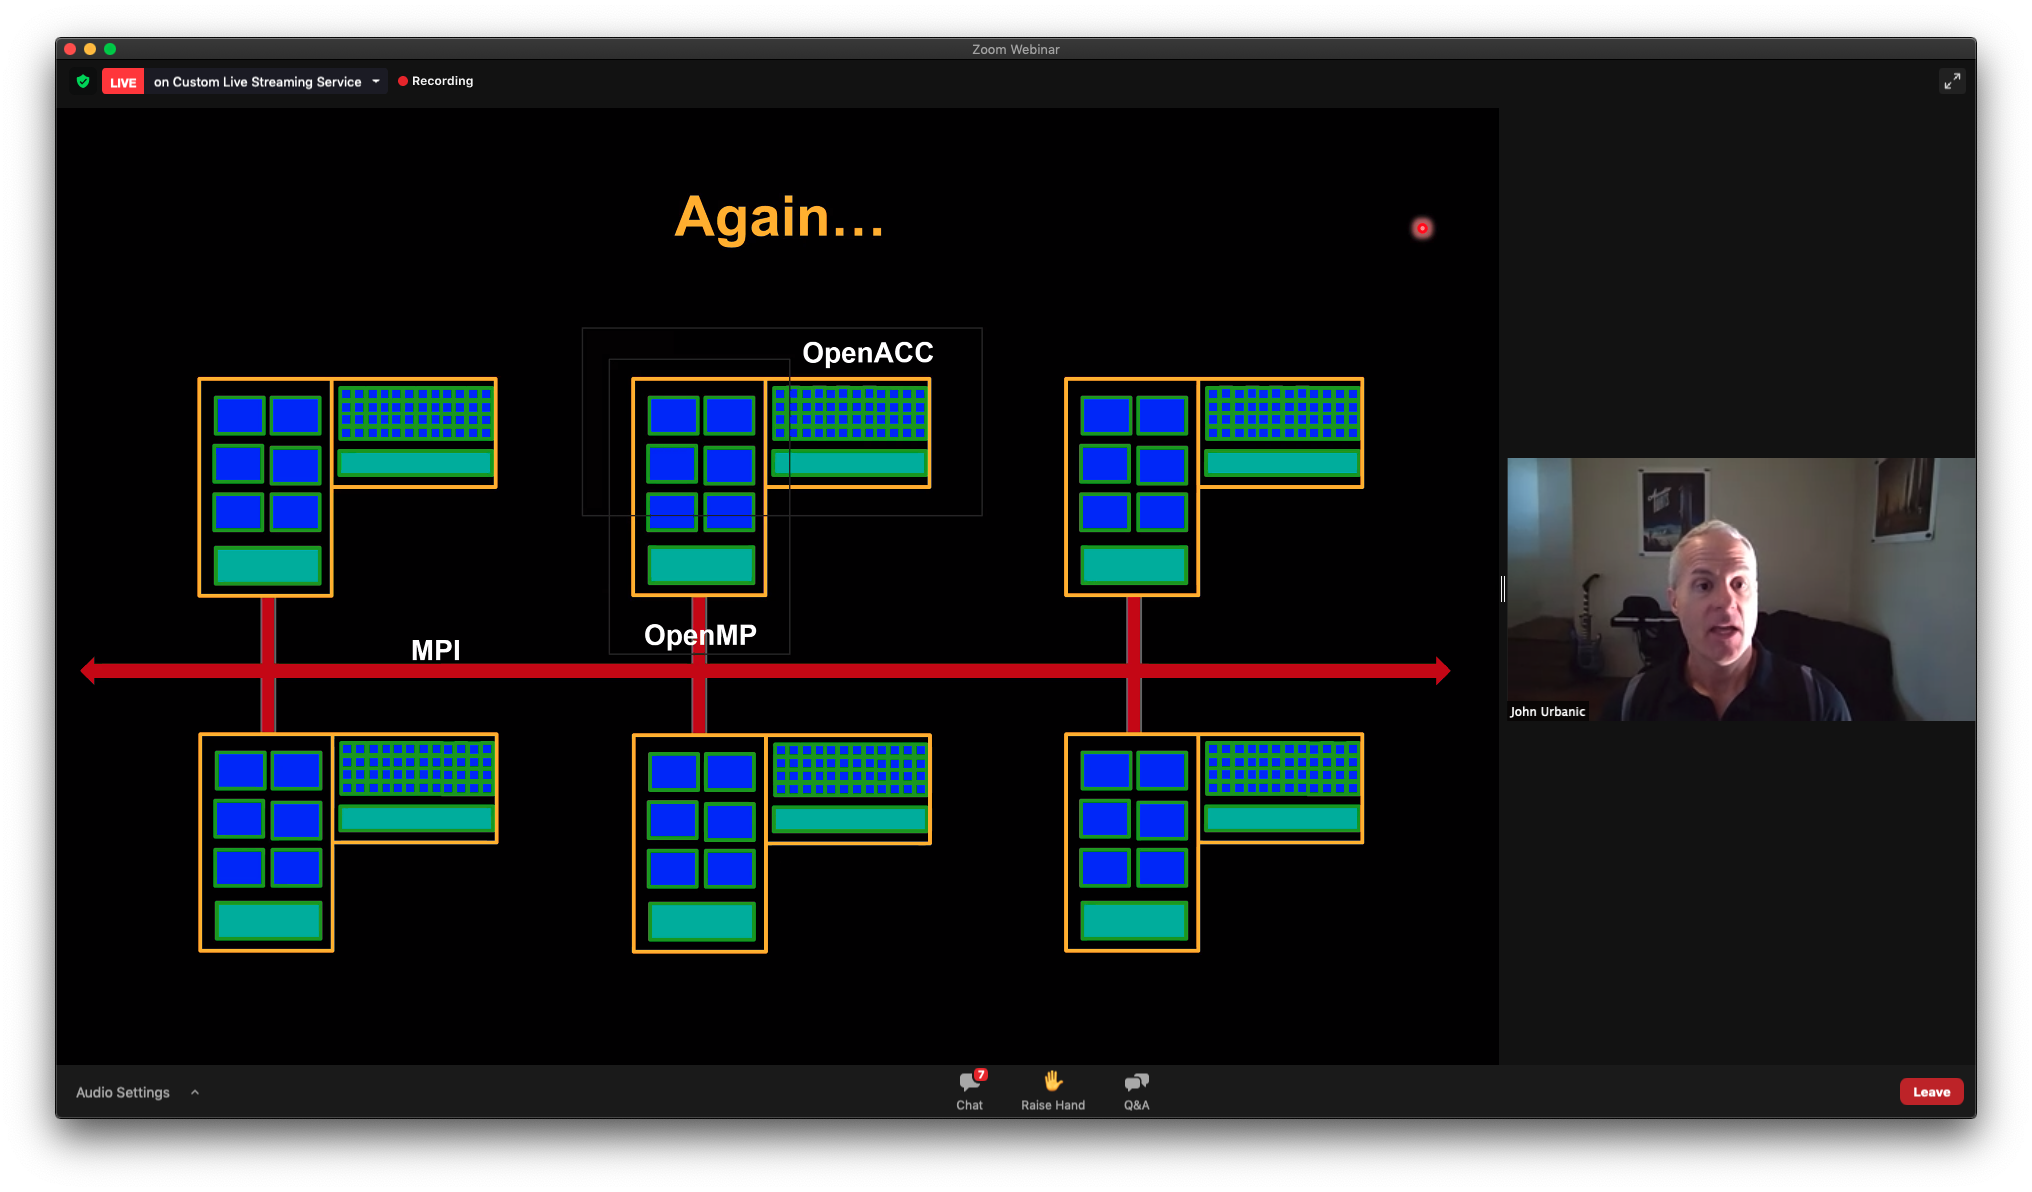 Zoom Webinar
LIVE on Custom Live Streaming Service Recording
Again...
OpenACC
OpenMP
MPI
John Urbanic
Audio Settings
7
Chat
Raise Hand
Q&A
Leave